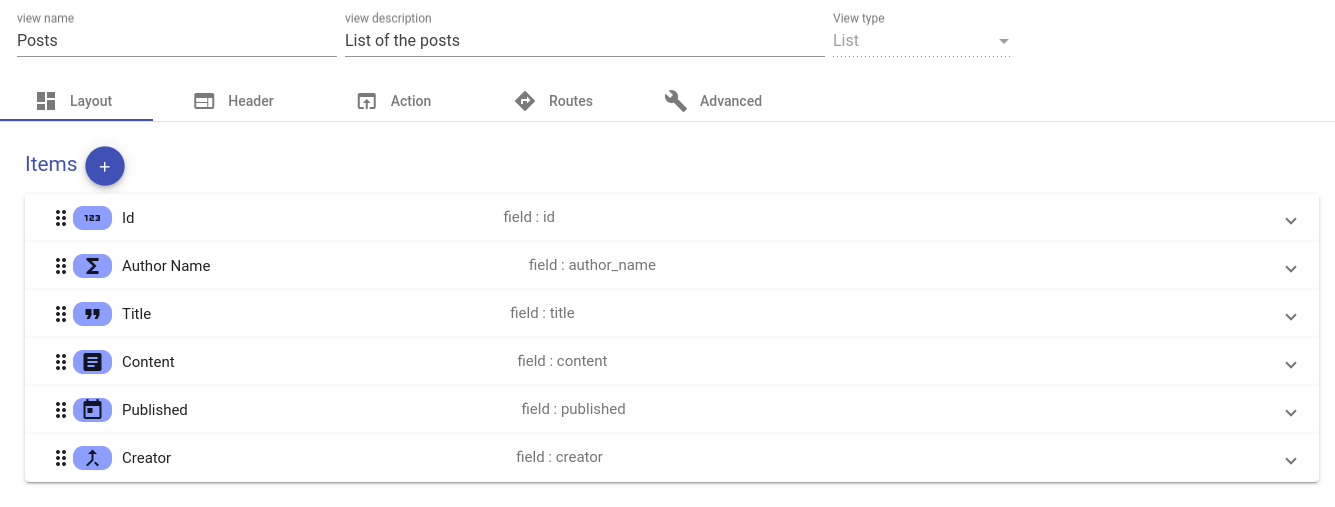 view name view description View type
Posts List of the posts List
Layout Header Action Routes Advanced
Items +
123 Id field : id
Author Name field : author_name
Title field : title
Content field : content
Published field : published
Creator field : creator